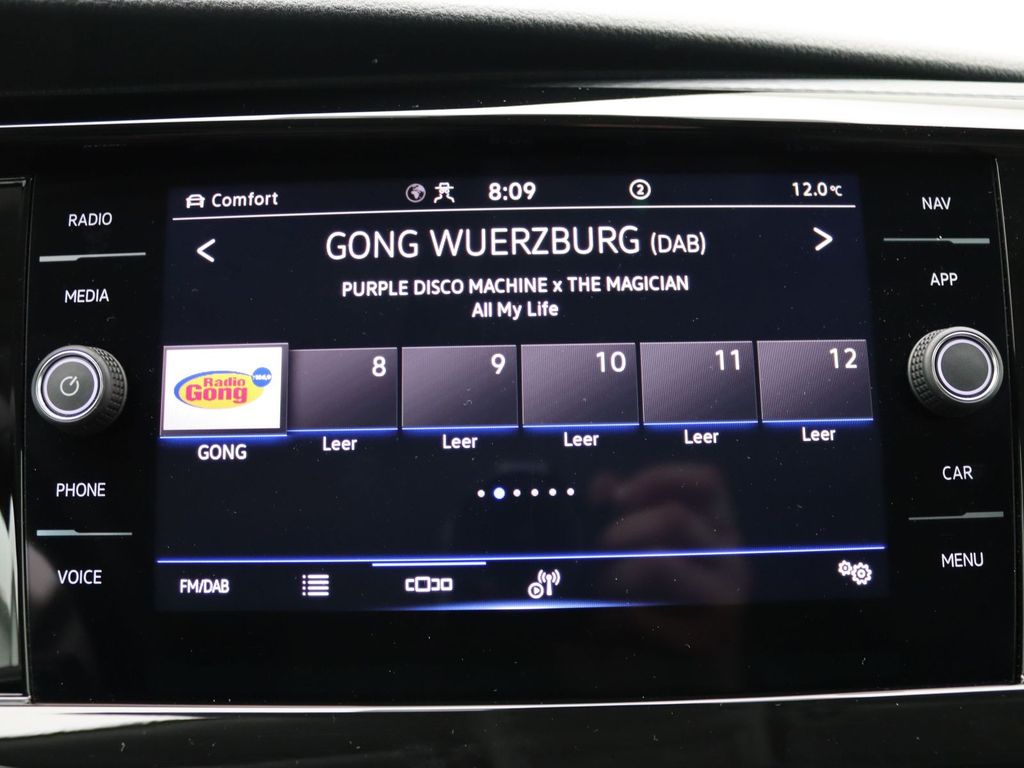 Comfort 8:09 2 12.0°C
RADIO
NAV
< GONG WUERZBURG (DAB) >
MEDIA
APP
PURPLE DISCO MACHINE x THE MAGICIAN
All My Life
Radio
Gong
8 9 10 11 12
GONG Leer Leer Leer Leer Leer
PHONE
CAR
VOICE
MENU
FM/DAB